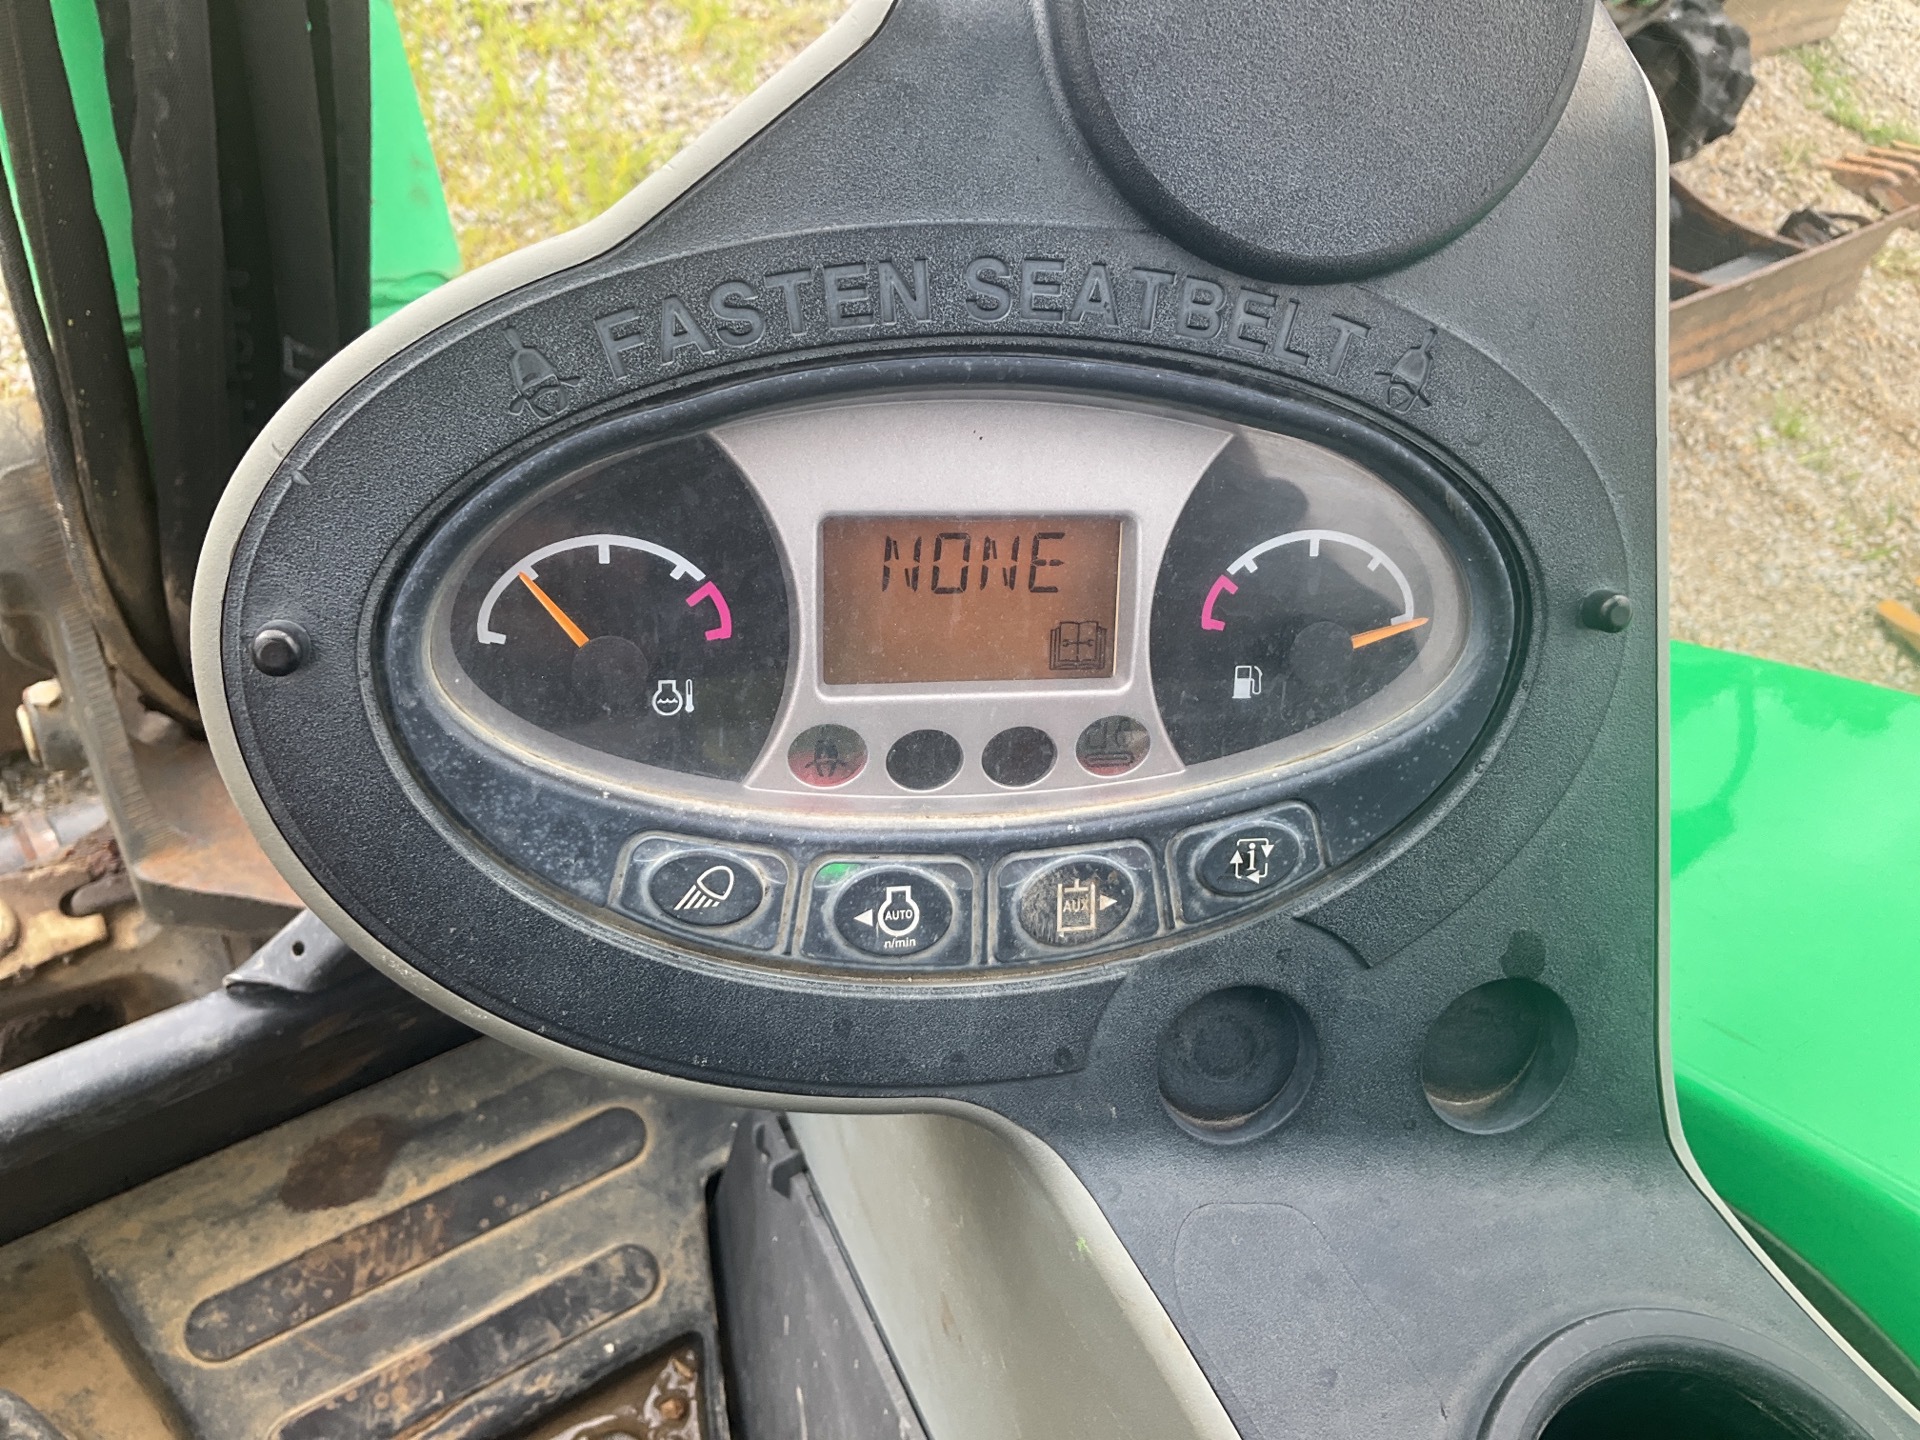 FASTEN SEATBELT
NONE
AUTO
n/min
AUX
i